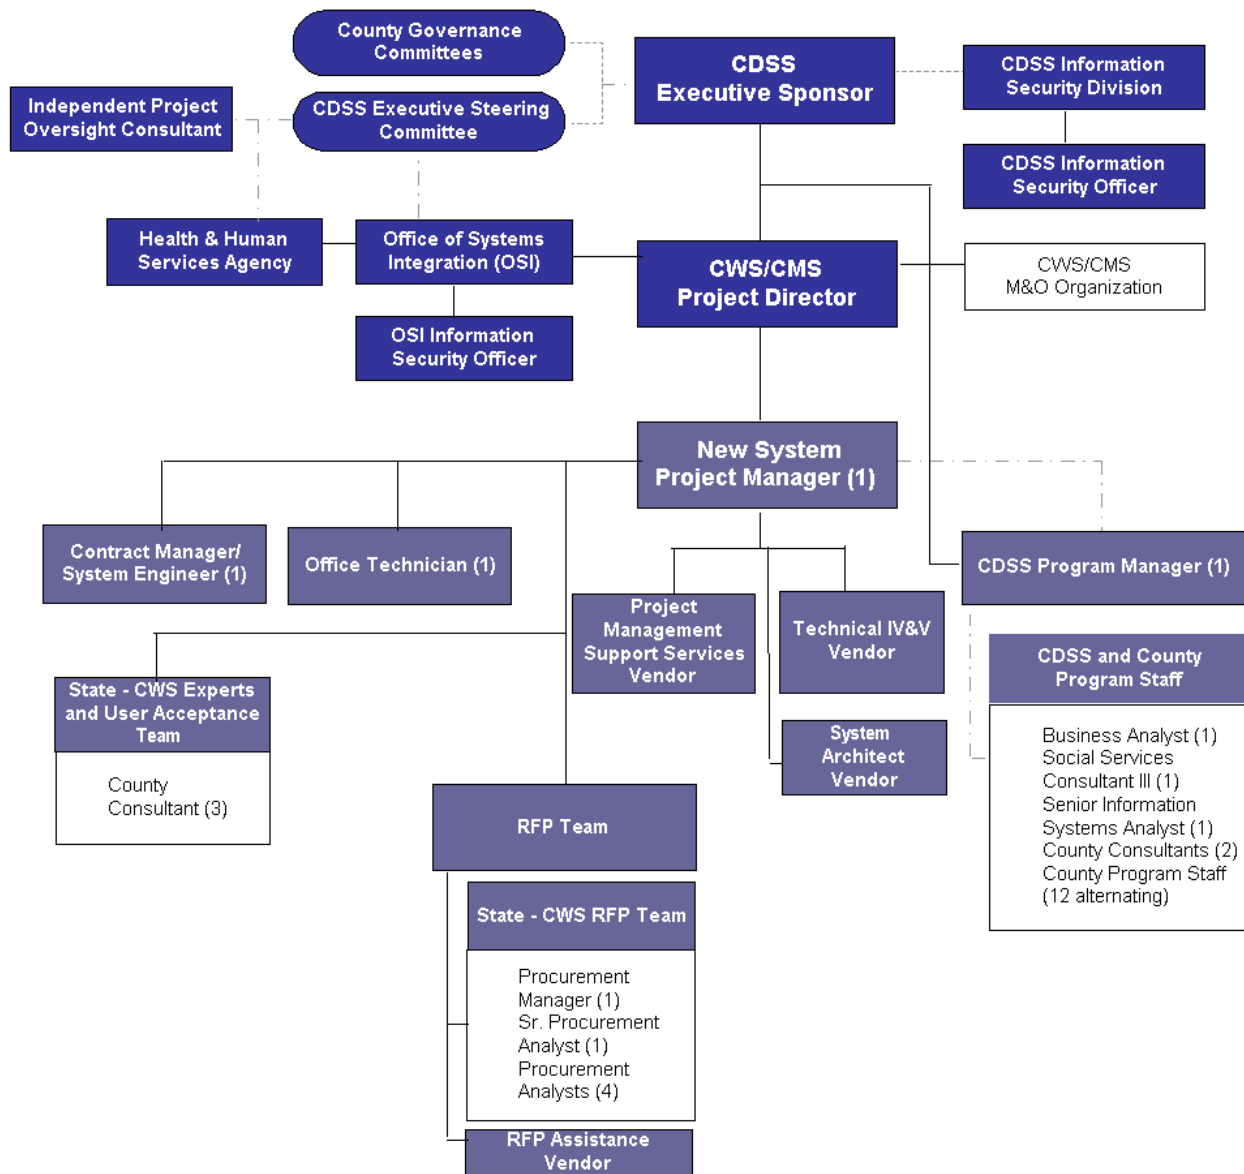 County Governance
Committees
CDSS
Executive Sponsor
CDSS Information
Security Division
Independent Project
Oversight Consultant
CDSS Executive Steering
Committee
CDSS Information
Security Officer
Health & Human
Services Agency
Office of Systems
Integration (OSI)
CWS/CMS
Project Director
CWS/CMS
M&O Organization
OSI Information
Security Officer
New System
Project Manager (1)
Contract Manager/
System Engineer (1)
Office Technician (1)
CDSS Program Manager (1)
Project
Management
Support Services
Vendor
Technical IV&V
Vendor
CDSS and County
Program Staff
State - CWS Experts
and User Acceptance
Team
County
Consultant (3)
System
Architect
Vendor
Business Analyst (1)
Social Services
Consultant III (1)
Senior Information
Systems Analyst (1)
County Consultants (2)
County Program Staff
(12 alternating)
RFP Team
State - CWS RFP Team
Procurement
Manager (1)
Sr. Procurement
Analyst (1)
Procurement
Analysts (4)
RFP Assistance
Vendor